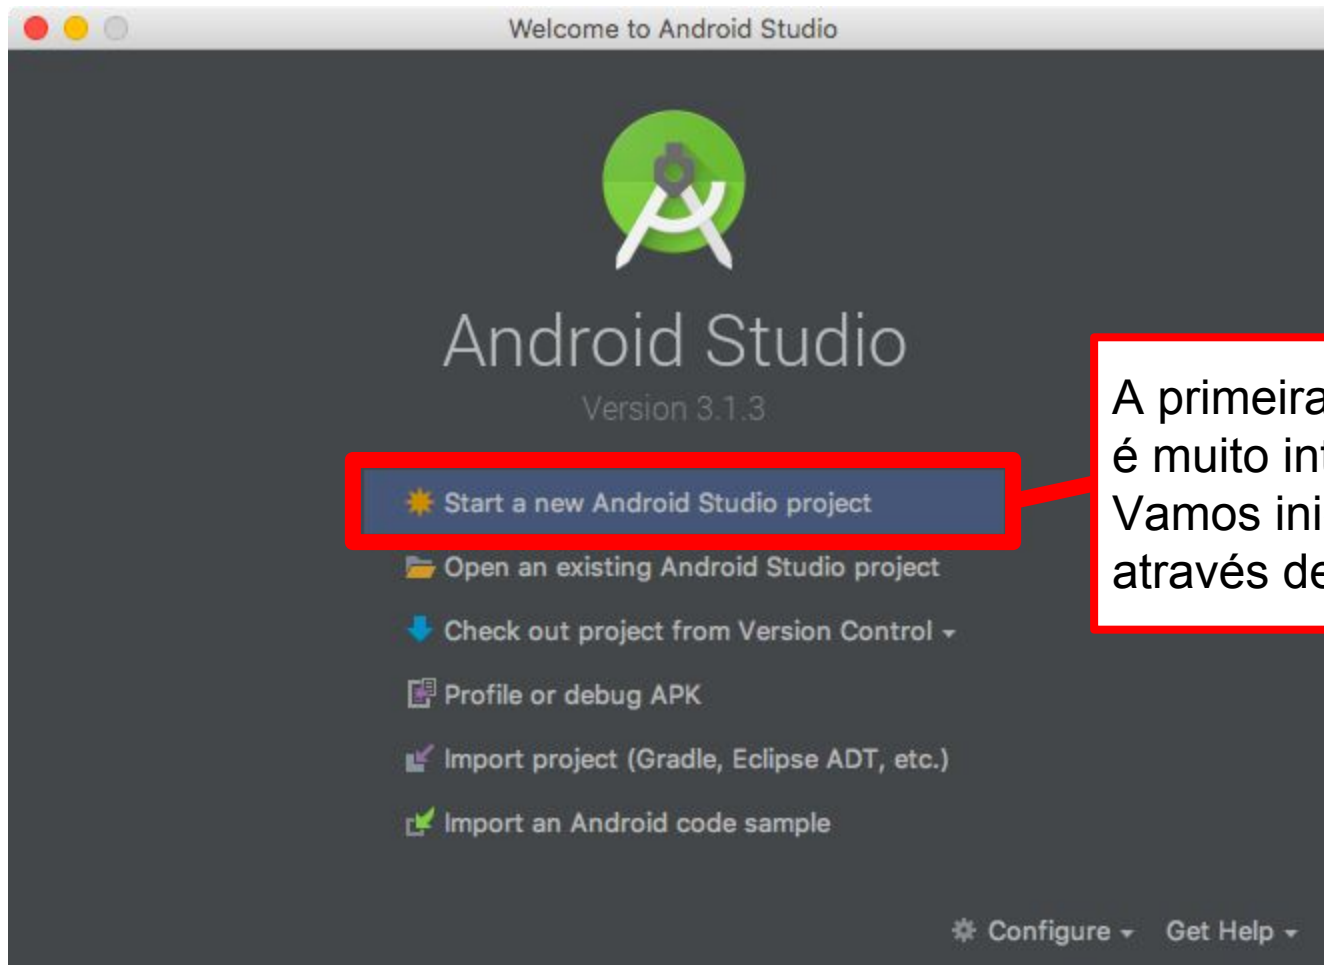 Welcome to Android Studio
Android Studio
Version 3.1.3
Start a new Android Studio project
Open an existing Android Studio project
Check out project from Version Control
Profile or debug APK
Import project (Gradle, Eclipse ADT, etc.)
Import an Android code sample
Configure
Get Help
A primeira
é muito
Vamos
através